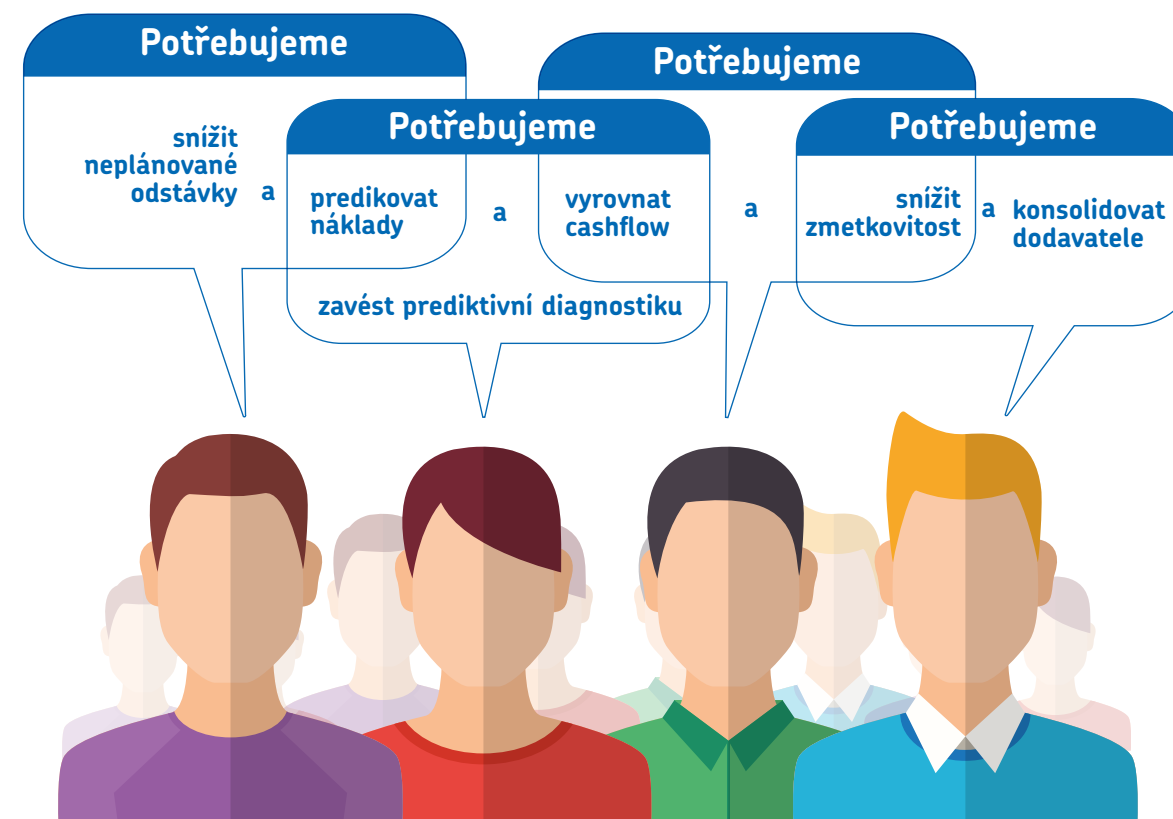 Potřebujeme
snížit
neplánované
odstávky
a
Potřebujeme
predikovat
náklady
a
zavést prediktivní diagnostiku
Potřebujeme
vyrovnat
cashflow
a
Potřebujeme
snížit
zmetkovitost
a
konsolidovat
dodavatele